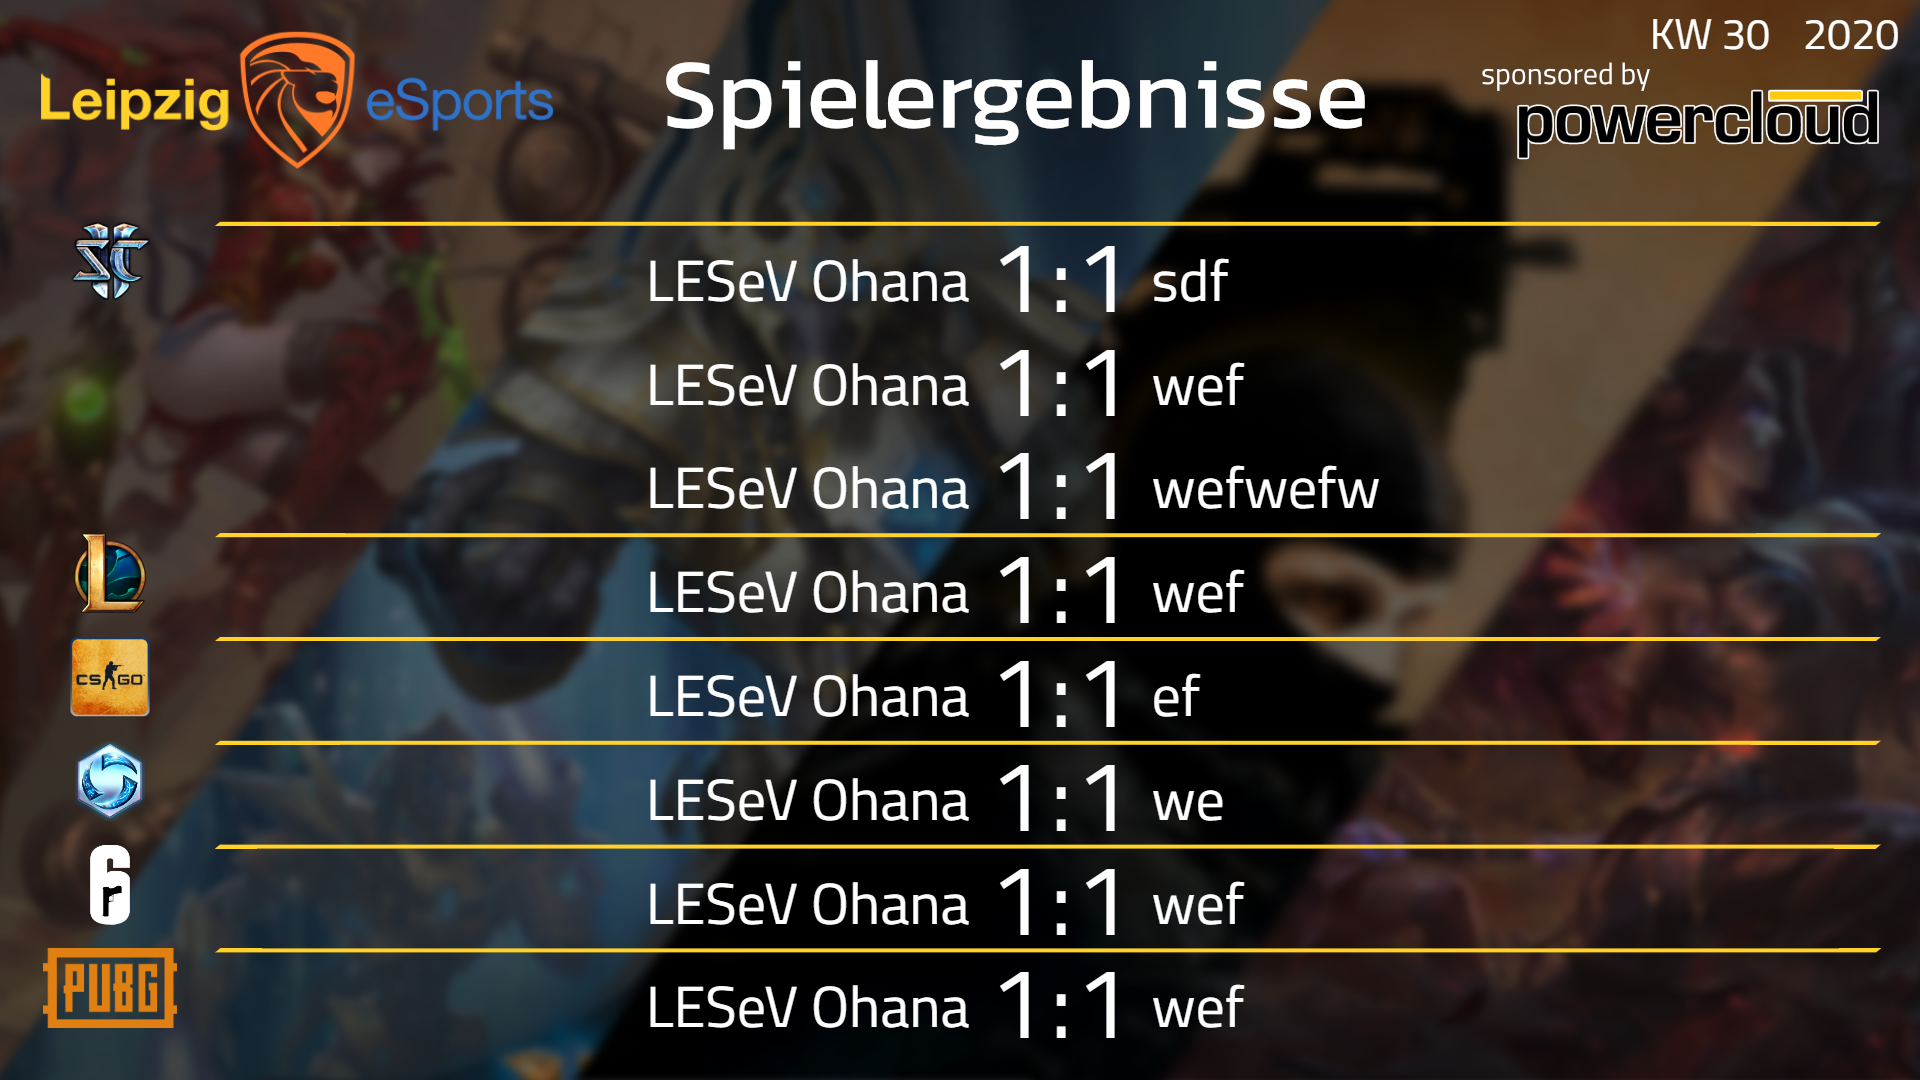 KW 30 2020
Leipzig eSports
Spielergebnisse
sponsored by
powercloud
LESeV Ohana 1:1 sdf
LESeV Ohana 1:1 wef
LESeV Ohana 1:1 wefwefw
L
LESeV Ohana 1:1 wef
CS GO
LESeV Ohana 1:1 ef
LESeV Ohana 1:1 we
6
LESeV Ohana 1:1 wef
PUBG
LESeV Ohana 1:1 wef